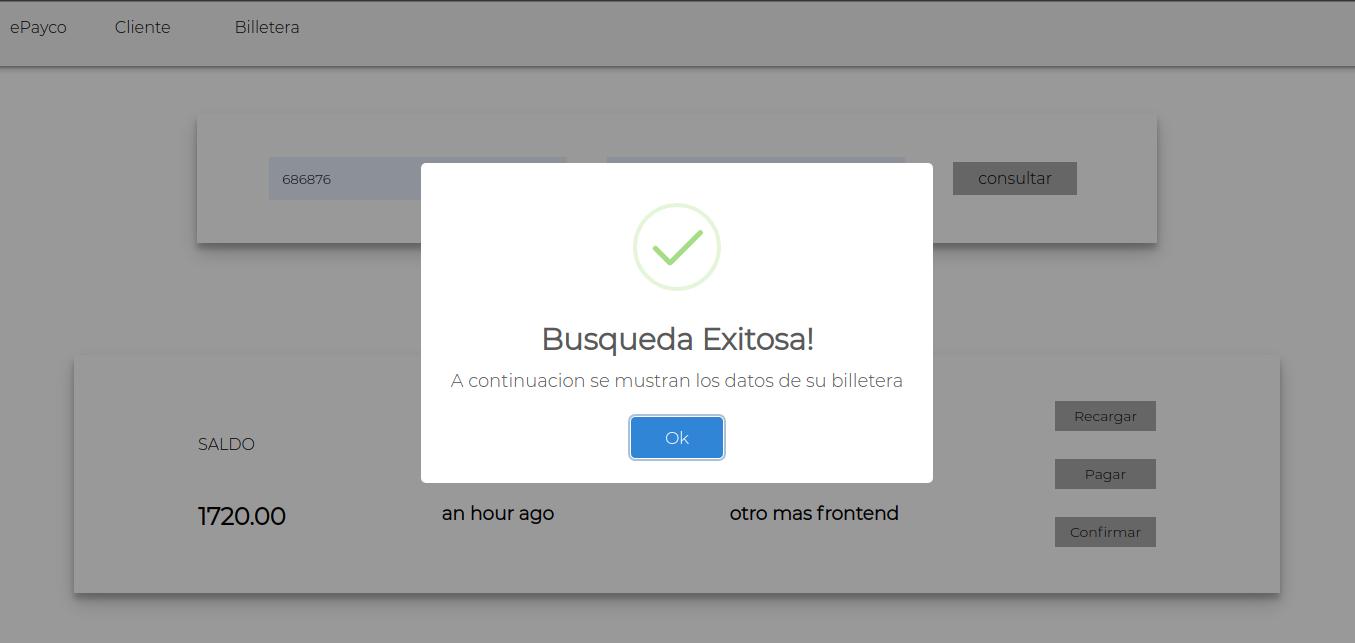 ePayco Cliente Billetera
686876 consultar
Busqueda Exitosa!
A continuacion se mustran los datos de su billetera
Ok
SALDO
1720.00 an hour ago otro mas frontend
Recargar
Pagar
Confirmar